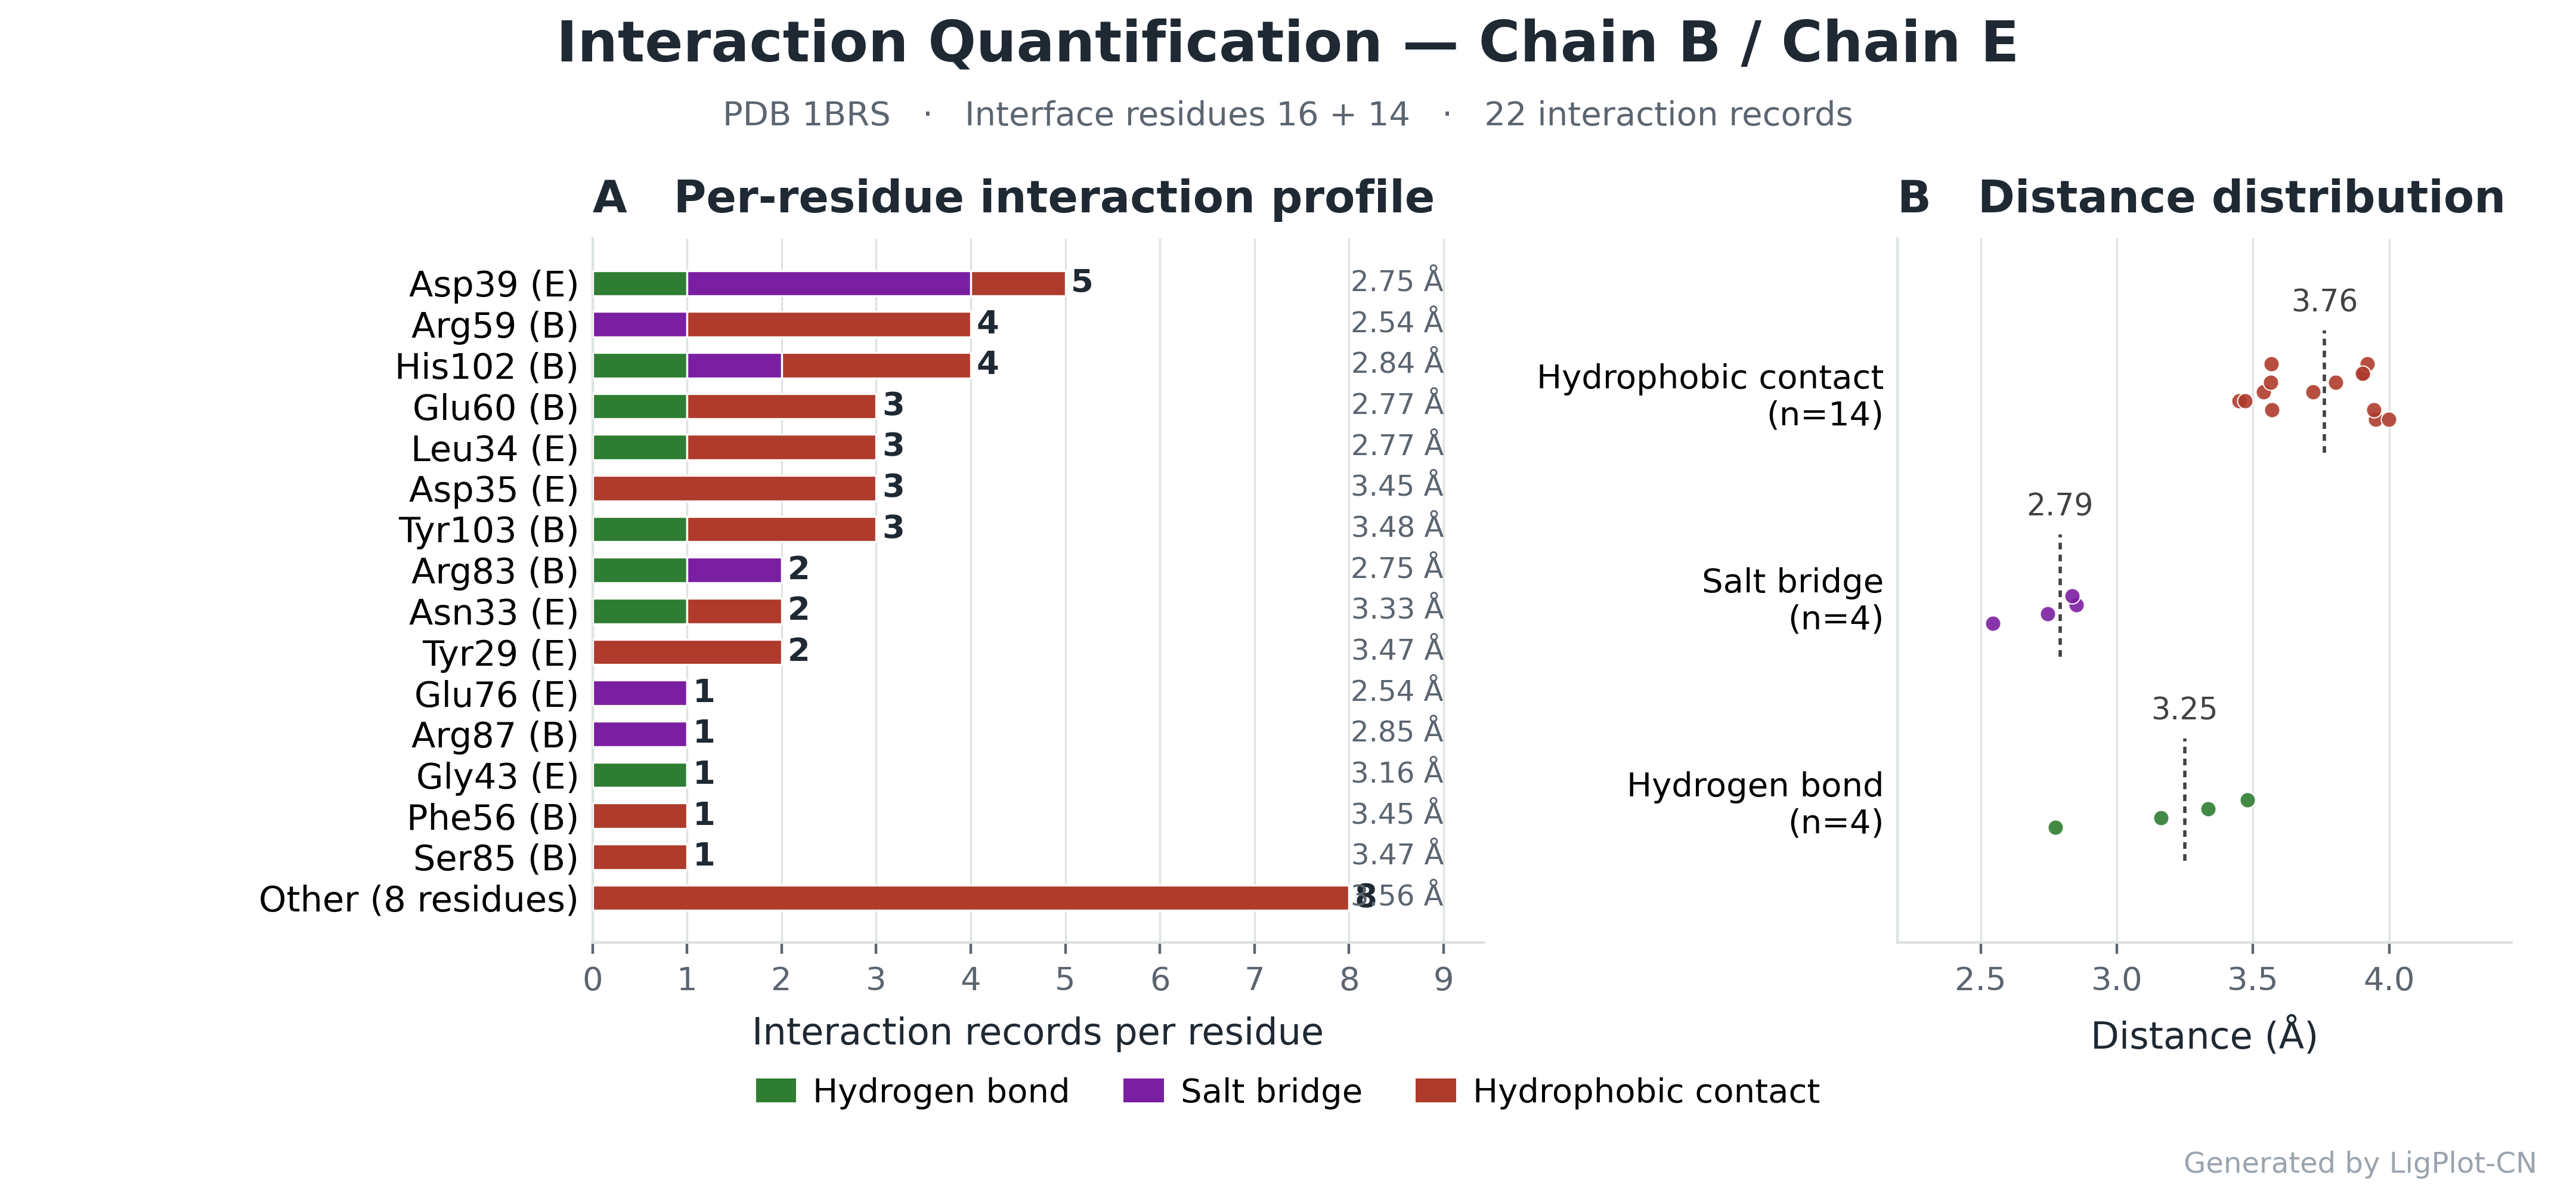 Interaction Quantification — Chain B / Chain E
PDB 1BRS · Interface residues 16 + 14 · 22 interaction records
A Per-residue interaction profile
Asp39 (E) 5 2.75 Å
Arg59 (B) 4 2.54 Å
His102 (B) 4 2.84 Å
Glu60 (B) 3 2.77 Å
Leu34 (E) 3 2.77 Å
Asp35 (E) 3 3.45 Å
Tyr103 (B) 3 3.48 Å
Arg83 (B) 2 2.75 Å
Asn33 (E) 2 3.33 Å
Tyr29 (E) 2 3.47 Å
Glu76 (E) 1 2.54 Å
Arg87 (B) 1 2.85 Å
Gly43 (E) 1 3.16 Å
Phe56 (B) 1 3.45 Å
Ser85 (B) 1 3.47 Å
Other (8 residues) 8 3.56 Å
0 1 2 3 4 5 6 7 8 9
Interaction records per residue
B Distance distribution
3.76
Hydrophobic contact
(n=14)
2.79
Salt bridge
(n=4)
3.25
Hydrogen bond
(n=4)
2.5 3.0 3.5 4.0
Distance (Å)
Hydrogen bond Salt bridge Hydrophobic contact
Generated by LigPlot-CN